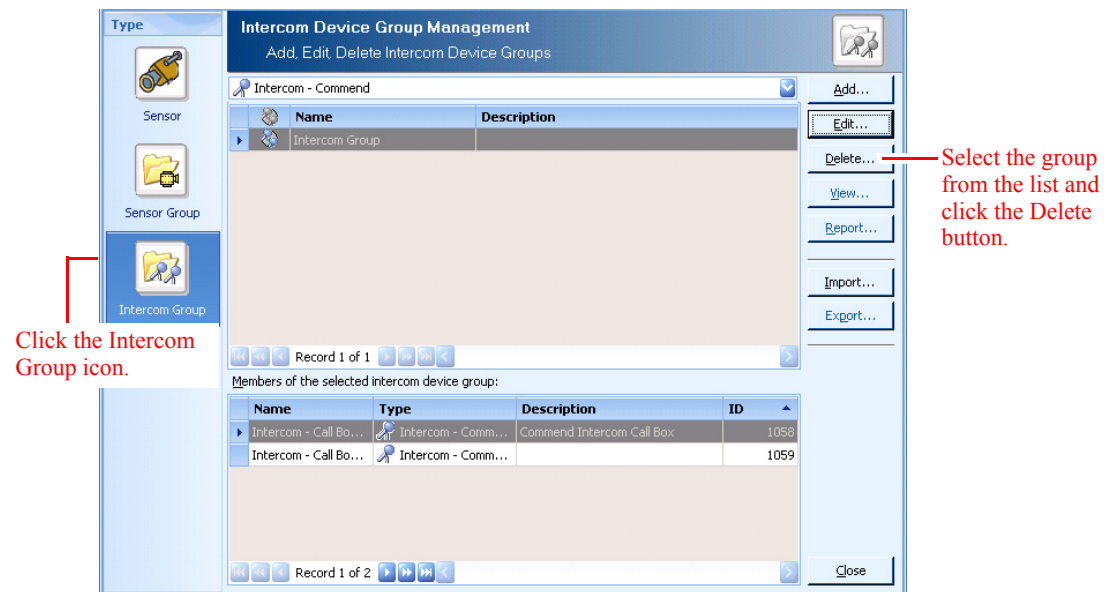 Type
Sensor
Sensor Group
Intercom Group
Click the Intercom
Group icon.
Intercom Device Group Management
Add, Edit, Delete Intercom Device Groups
Intercom - Commend
Name Description
Intercom Group
Record 1 of 1
Members of the selected intercom device group:
Name Type Description ID
Intercom - Call Bo... Intercom - Comm... Commend Intercom Call Box 1058
Intercom - Call Bo... Intercom - Comm... 1059
Record 1 of 2
Add...
Edit...
Delete...
View...
Report...
Import...
Export...
Close
Select the group
from the list and
click the Delete
button.